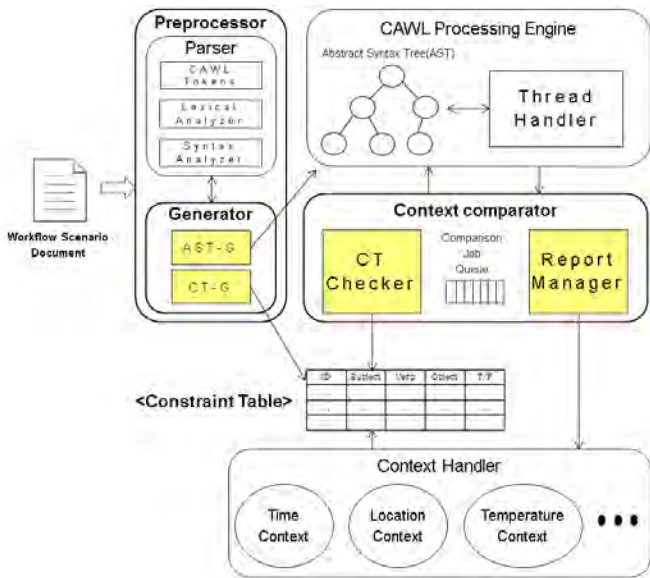 Preprocessor
Parser
CAWL
Tokens
Lexical
Analyzer
Syntax
Analyzer
Generator
AST-G
CT-G
Workflow Scenario
Document
CAWL Processing Engine
Abstract Syntax Tree(AST)
Thread
Handler
Context comparator
CT
Checker
Comparison
Job
Queue
Report
Manager
<Constraint Table>
ID Subject Verb Object T/F
Context Handler
Time
Context
Location
Context
Temperature
Context